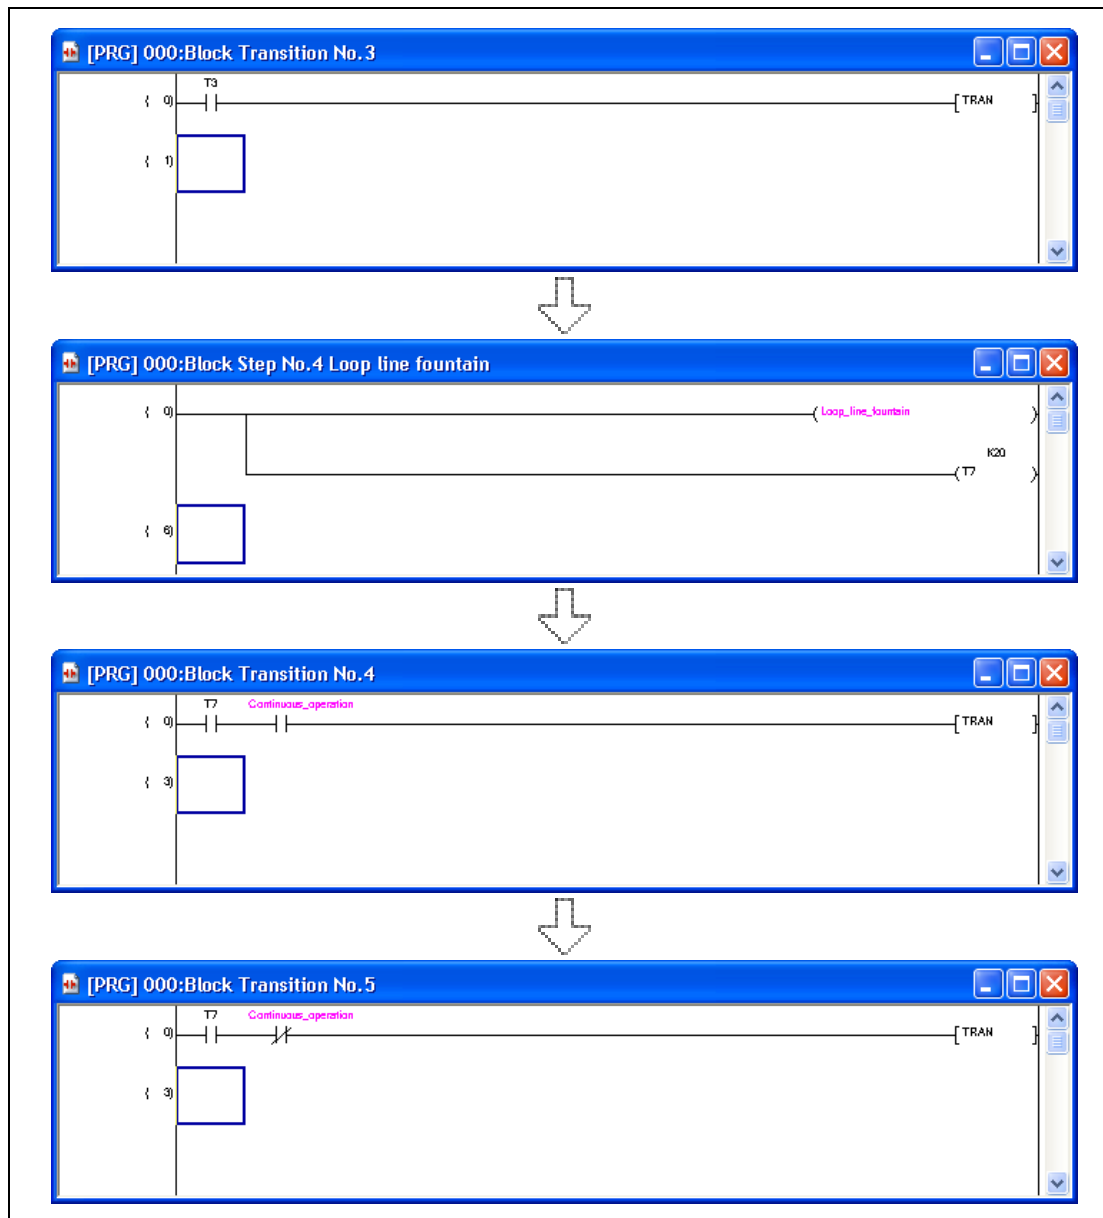 [PRG] 000:Block Transition No.3
T3
( 0)
[ TRAN ]
( 1)
[PRG] 000:Block Step No.4 Loop line fountain
( 0)
( Loop_line_fountain )
K20
( T7 )
( 6)
[PRG] 000:Block Transition No.4
T7 Continuous_operation
( 0)
[ TRAN ]
( 3)
[PRG] 000:Block Transition No.5
T7 Continuous_operation
( 0)
[ TRAN ]
( 3)